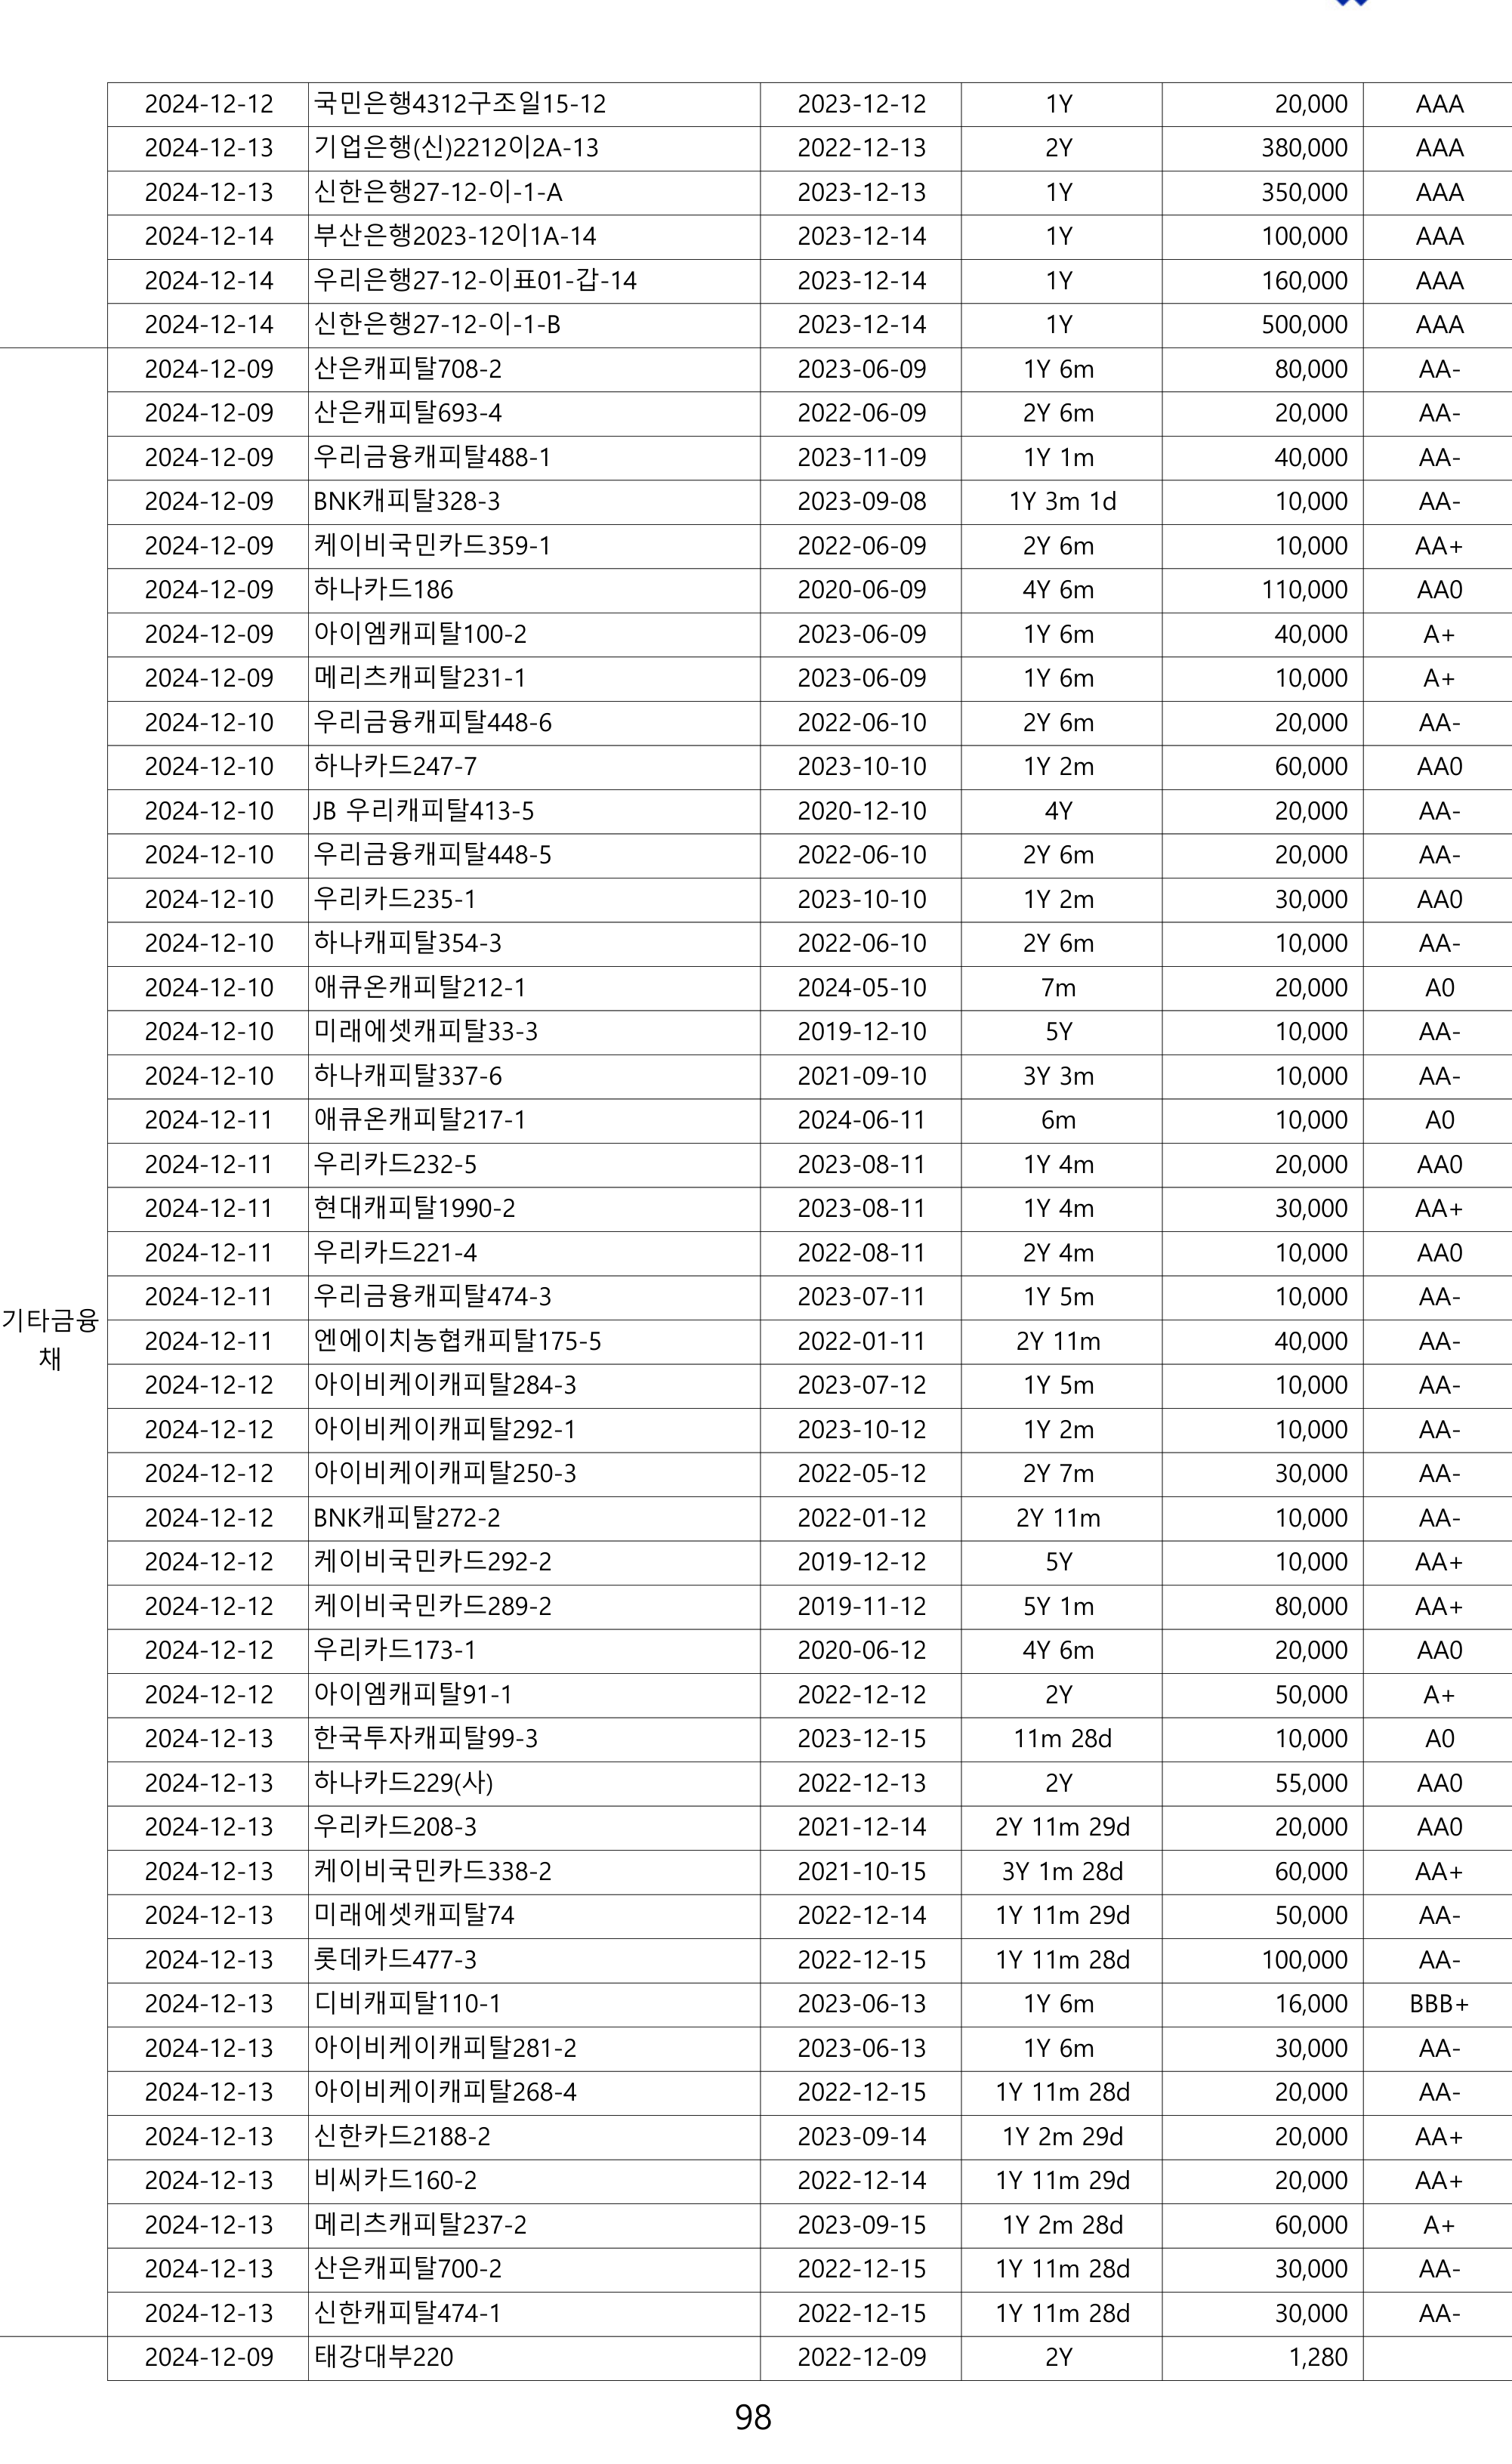 2024-12-12 국민은행4312구조일15-12 2023-12-12 1Y 20,000 AAA
2024-12-13 기업은행(신)2212이2A-13 2022-12-13 2Y 380,000 AAA
2024-12-13 신한은행27-12-이-1-A 2023-12-13 1Y 350,000 AAA
2024-12-14 부산은행2023-12이1A-14 2023-12-14 1Y 100,000 AAA
2024-12-14 우리은행27-12-이표01-갑-14 2023-12-14 1Y 160,000 AAA
2024-12-14 신한은행27-12-이-1-B 2023-12-14 1Y 500,000 AAA
2024-12-09 산은캐피탈708-2 2023-06-09 1Y 6m 80,000 AA-
2024-12-09 산은캐피탈693-4 2022-06-09 2Y 6m 20,000 AA-
2024-12-09 우리금융캐피탈488-1 2023-11-09 1Y 1m 40,000 AA-
2024-12-09 BNK캐피탈328-3 2023-09-08 1Y 3m 1d 10,000 AA-
2024-12-09 케이비국민카드359-1 2022-06-09 2Y 6m 10,000 AA+
2024-12-09 하나카드186 2020-06-09 4Y 6m 110,000 AA0
2024-12-09 아이엠캐피탈100-2 2023-06-09 1Y 6m 40,000 A+
2024-12-09 메리츠캐피탈231-1 2023-06-09 1Y 6m 10,000 A+
2024-12-10 우리금융캐피탈448-6 2022-06-10 2Y 6m 20,000 AA-
2024-12-10 하나카드247-7 2023-10-10 1Y 2m 60,000 AA0
2024-12-10 JB 우리캐피탈413-5 2020-12-10 4Y 20,000 AA-
2024-12-10 우리금융캐피탈448-5 2022-06-10 2Y 6m 20,000 AA-
2024-12-10 우리카드235-1 2023-10-10 1Y 2m 30,000 AA0
2024-12-10 하나캐피탈354-3 2022-06-10 2Y 6m 10,000 AA-
2024-12-10 애큐온캐피탈212-1 2024-05-10 7m 20,000 A0
2024-12-10 미래에셋캐피탈33-3 2019-12-10 5Y 10,000 AA-
2024-12-10 하나캐피탈337-6 2021-09-10 3Y 3m 10,000 AA-
2024-12-11 애큐온캐피탈217-1 2024-06-11 6m 10,000 A0
2024-12-11 우리카드232-5 2023-08-11 1Y 4m 20,000 AA0
2024-12-11 현대캐피탈1990-2 2023-08-11 1Y 4m 30,000 AA+
2024-12-11 우리카드221-4 2022-08-11 2Y 4m 10,000 AA0
2024-12-11 우리금융캐피탈474-3 2023-07-11 1Y 5m 10,000 AA-
기타금융
채
2024-12-11 엔에이치농협캐피탈175-5 2022-01-11 2Y 11m 40,000 AA-
2024-12-12 아이비케이캐피탈284-3 2023-07-12 1Y 5m 10,000 AA-
2024-12-12 아이비케이캐피탈292-1 2023-10-12 1Y 2m 10,000 AA-
2024-12-12 아이비케이캐피탈250-3 2022-05-12 2Y 7m 30,000 AA-
2024-12-12 BNK캐피탈272-2 2022-01-12 2Y 11m 10,000 AA-
2024-12-12 케이비국민카드292-2 2019-12-12 5Y 10,000 AA+
2024-12-12 케이비국민카드289-2 2019-11-12 5Y 1m 80,000 AA+
2024-12-12 우리카드173-1 2020-06-12 4Y 6m 20,000 AA0
2024-12-12 아이엠캐피탈91-1 2022-12-12 2Y 50,000 A+
2024-12-13 한국투자캐피탈99-3 2023-12-15 11m 28d 10,000 A0
2024-12-13 하나카드229(사) 2022-12-13 2Y 55,000 AA0
2024-12-13 우리카드208-3 2021-12-14 2Y 11m 29d 20,000 AA0
2024-12-13 케이비국민카드338-2 2021-10-15 3Y 1m 28d 60,000 AA+
2024-12-13 미래에셋캐피탈74 2022-12-14 1Y 11m 29d 50,000 AA-
2024-12-13 롯데카드477-3 2022-12-15 1Y 11m 28d 100,000 AA-
2024-12-13 디비캐피탈110-1 2023-06-13 1Y 6m 16,000 BBB+
2024-12-13 아이비케이캐피탈281-2 2023-06-13 1Y 6m 30,000 AA-
2024-12-13 아이비케이캐피탈268-4 2022-12-15 1Y 11m 28d 20,000 AA-
2024-12-13 신한카드2188-2 2023-09-14 1Y 2m 29d 20,000 AA+
2024-12-13 비씨카드160-2 2022-12-14 1Y 11m 29d 20,000 AA+
2024-12-13 메리츠캐피탈237-2 2023-09-15 1Y 2m 28d 60,000 A+
2024-12-13 산은캐피탈700-2 2022-12-15 1Y 11m 28d 30,000 AA-
2024-12-13 신한캐피탈474-1 2022-12-15 1Y 11m 28d 30,000 AA-
2024-12-09 태강대부220 2022-12-09 2Y 1,280
98